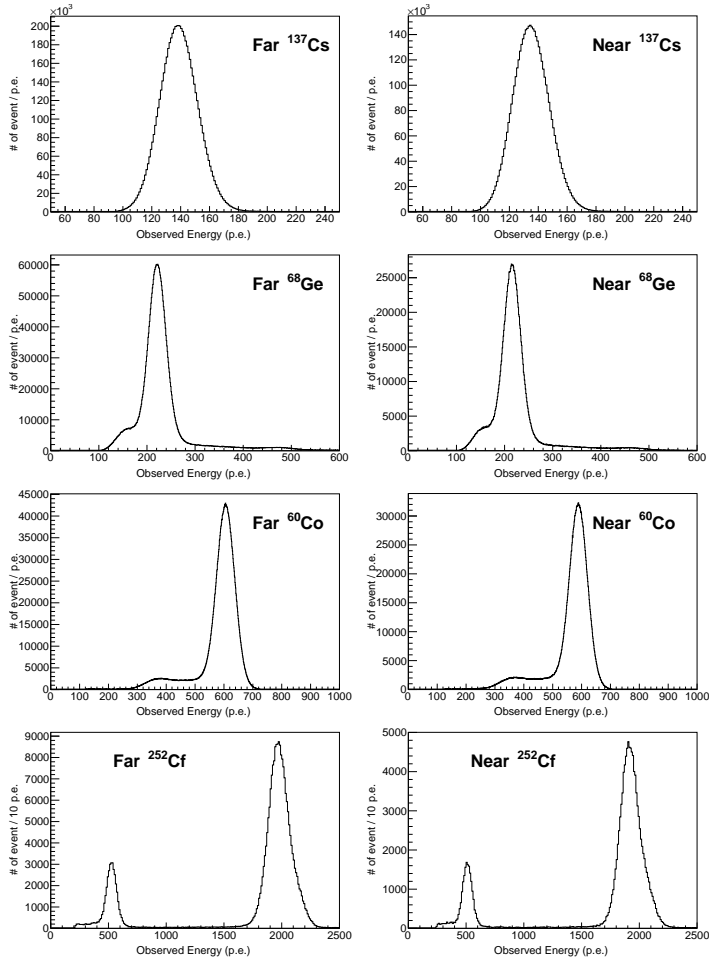 ×10³
200
180
160
140
120
100
80
60
40
20
0
# of event / p.e.
Far ¹³⁷Cs
60 80 100 120 140 160 180 200 220 240
Observed Energy (p.e.)
×10³
140
120
100
80
60
40
20
0
# of event / p.e.
Near ¹³⁷Cs
60 80 100 120 140 160 180 200 220 240
Observed Energy (p.e.)
60000
50000
40000
30000
20000
10000
0
# of event / p.e.
Far ⁶⁸Ge
0 100 200 300 400 500 600
Observed Energy (p.e.)
25000
20000
15000
10000
5000
0
# of event / p.e.
Near ⁶⁸Ge
0 100 200 300 400 500 600
Observed Energy (p.e.)
45000
40000
35000
30000
25000
20000
15000
10000
5000
0
# of event / p.e.
Far ⁶⁰Co
0 100 200 300 400 500 600 700 800 900 1000
Observed Energy (p.e.)
30000
25000
20000
15000
10000
5000
0
# of event / p.e.
Near ⁶⁰Co
0 100 200 300 400 500 600 700 800 900 1000
Observed Energy (p.e.)
9000
8000
7000
6000
5000
4000
3000
2000
1000
0
# of event / 10 p.e.
Far ²⁵²Cf
0 500 1000 1500 2000 2500
Observed Energy (p.e.)
5000
4000
3000
2000
1000
0
# of event / 10 p.e.
Near ²⁵²Cf
0 500 1000 1500 2000 2500
Observed Energy (p.e.)